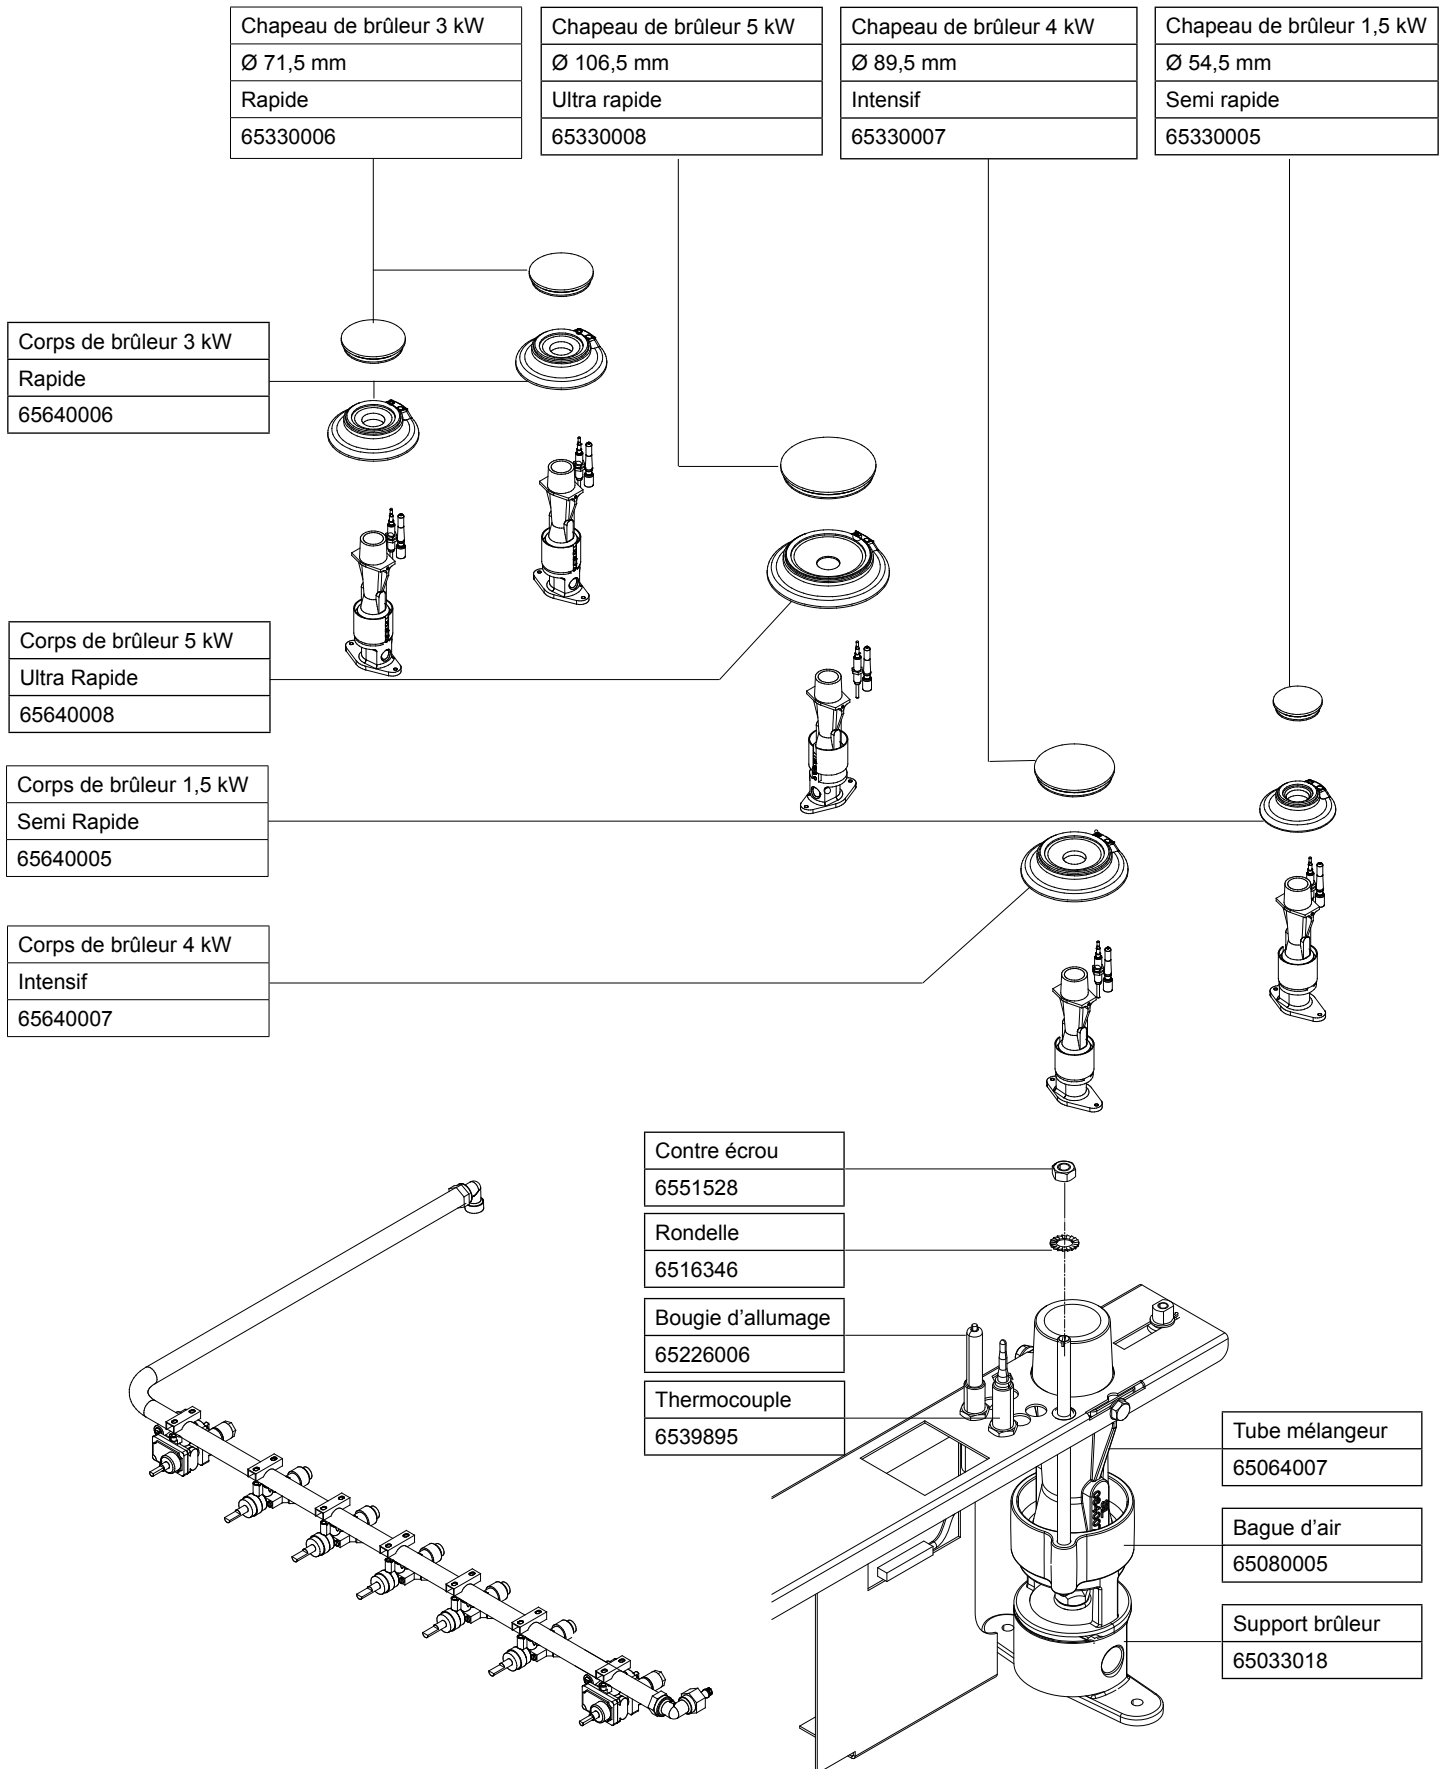 Chapeau de brûleur 3 kW
Ø 71,5 mm
Rapide
65330006
Chapeau de brûleur 5 kW
Ø 106,5 mm
Ultra rapide
65330008
Chapeau de brûleur 4 kW
Ø 89,5 mm
Intensif
65330007
Chapeau de brûleur 1,5 kW
Ø 54,5 mm
Semi rapide
65330005
Corps de brûleur 3 kW
Rapide
65640006
Corps de brûleur 5 kW
Ultra Rapide
65640008
Corps de brûleur 1,5 kW
Semi Rapide
65640005
Corps de brûleur 4 kW
Intensif
65640007
Contre écrou
6551528
Rondelle
6516346
Bougie d’allumage
65226006
Thermocouple
6539895
Tube mélangeur
65064007
Bague d’air
65080005
Support brûleur
65033018